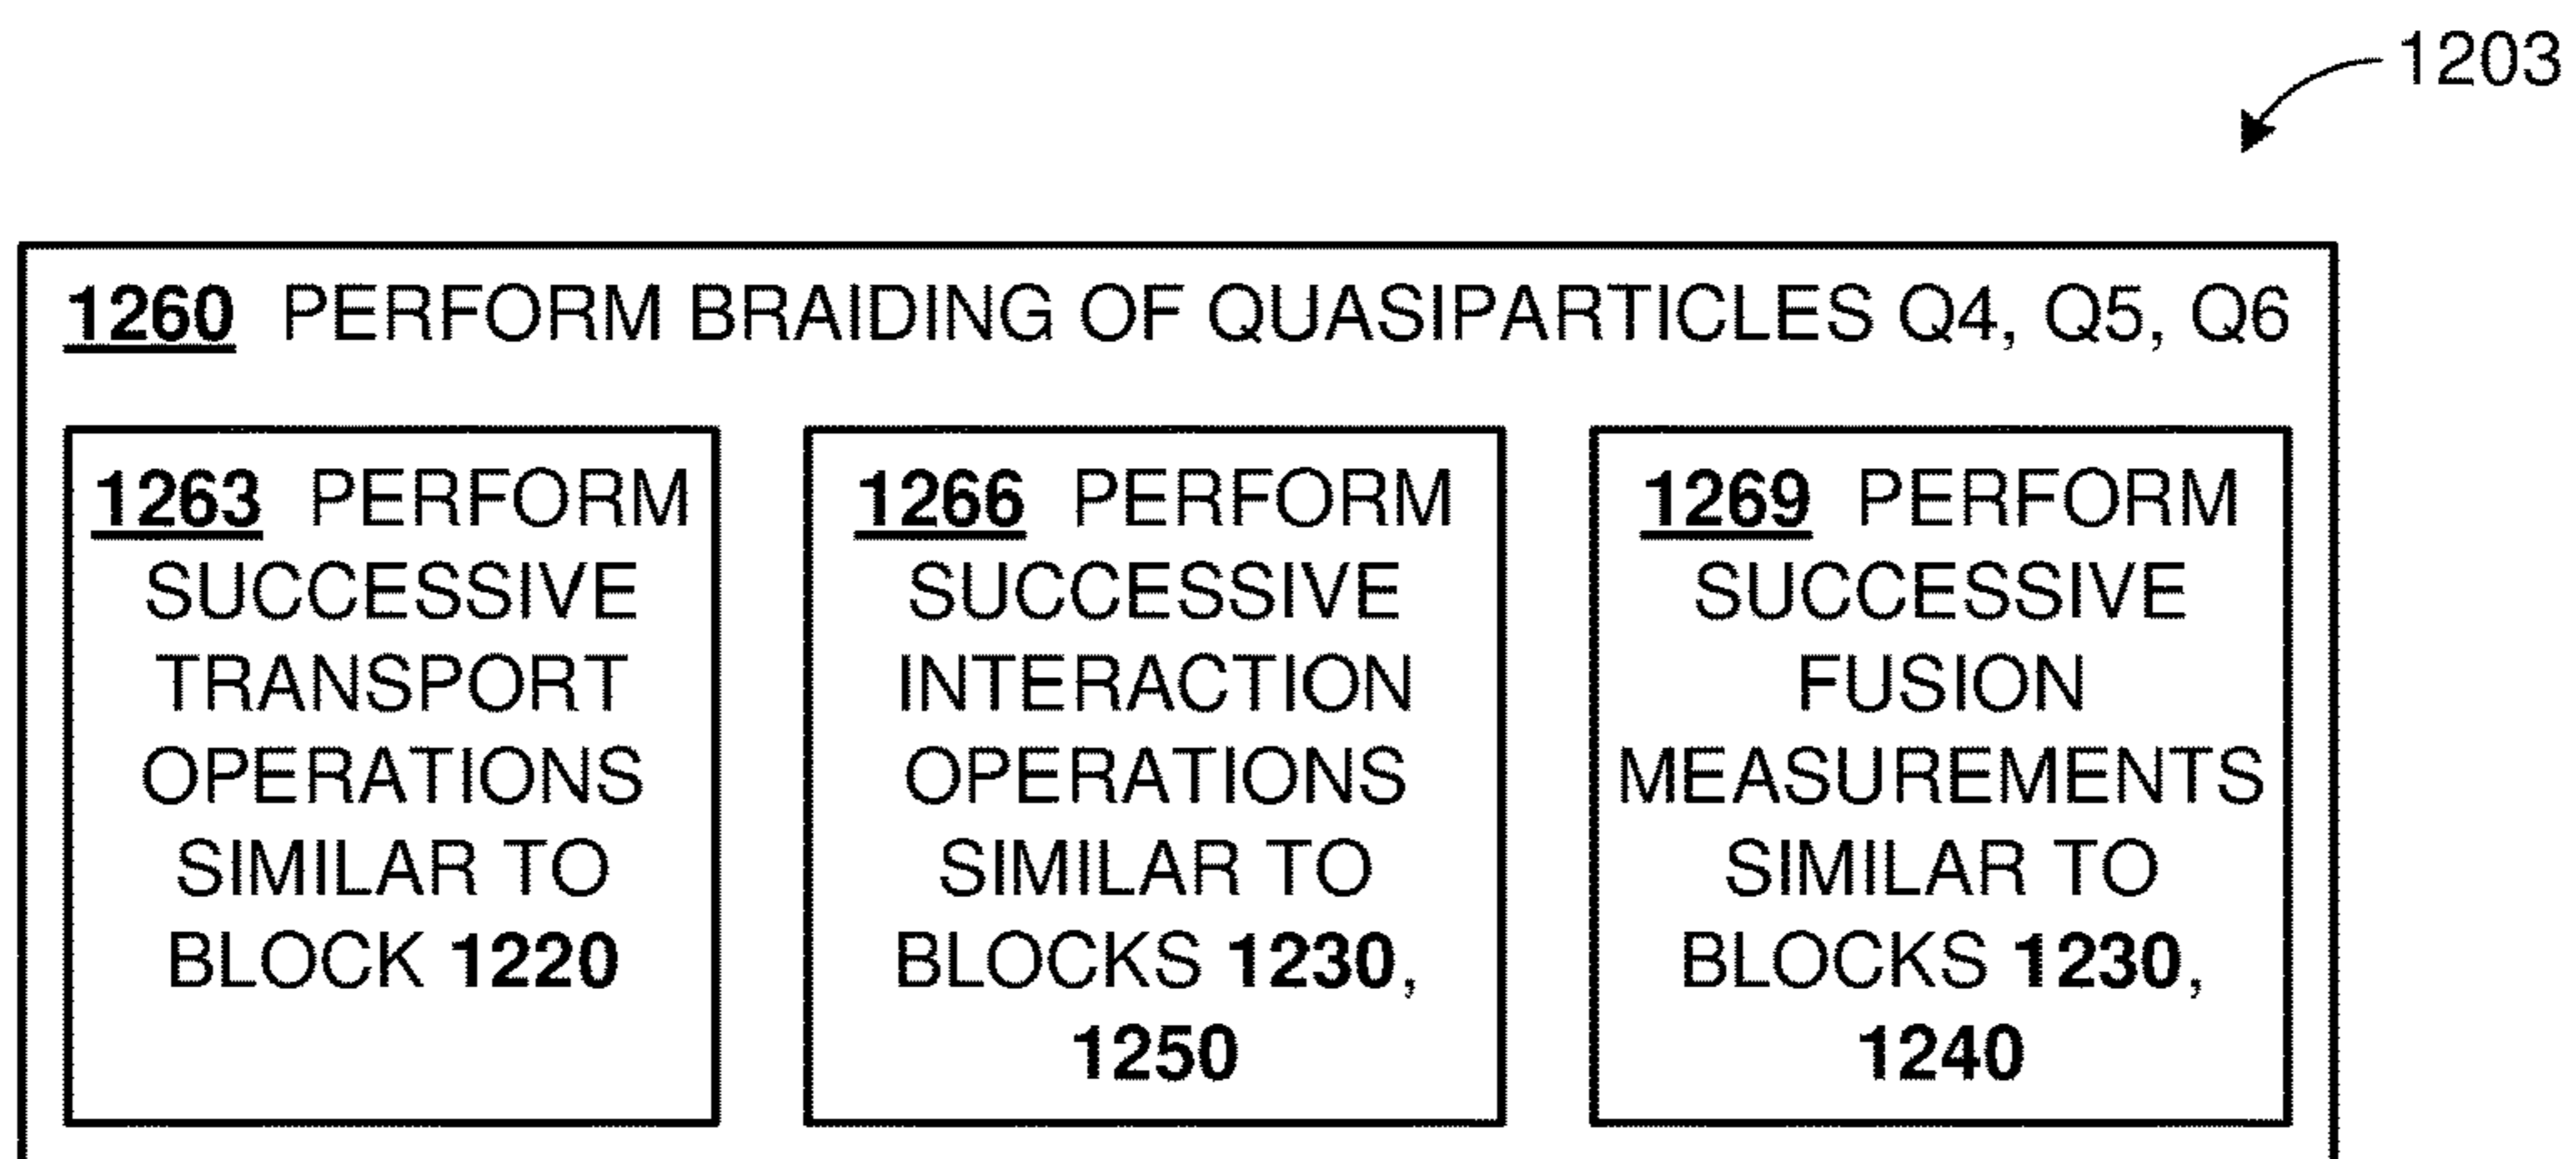 1203
1260 PERFORM BRAIDING OF QUASIPARTICLES Q4, Q5, Q6
1263 PERFORM
SUCCESSIVE
TRANSPORT
OPERATIONS
SIMILAR TO
BLOCK 1220
1266 PERFORM
SUCCESSIVE
INTERACTION
OPERATIONS
SIMILAR TO
BLOCKS 1230,
1250
1269 PERFORM
SUCCESSIVE
FUSION
MEASUREMENTS
SIMILAR TO
BLOCKS 1230,
1240